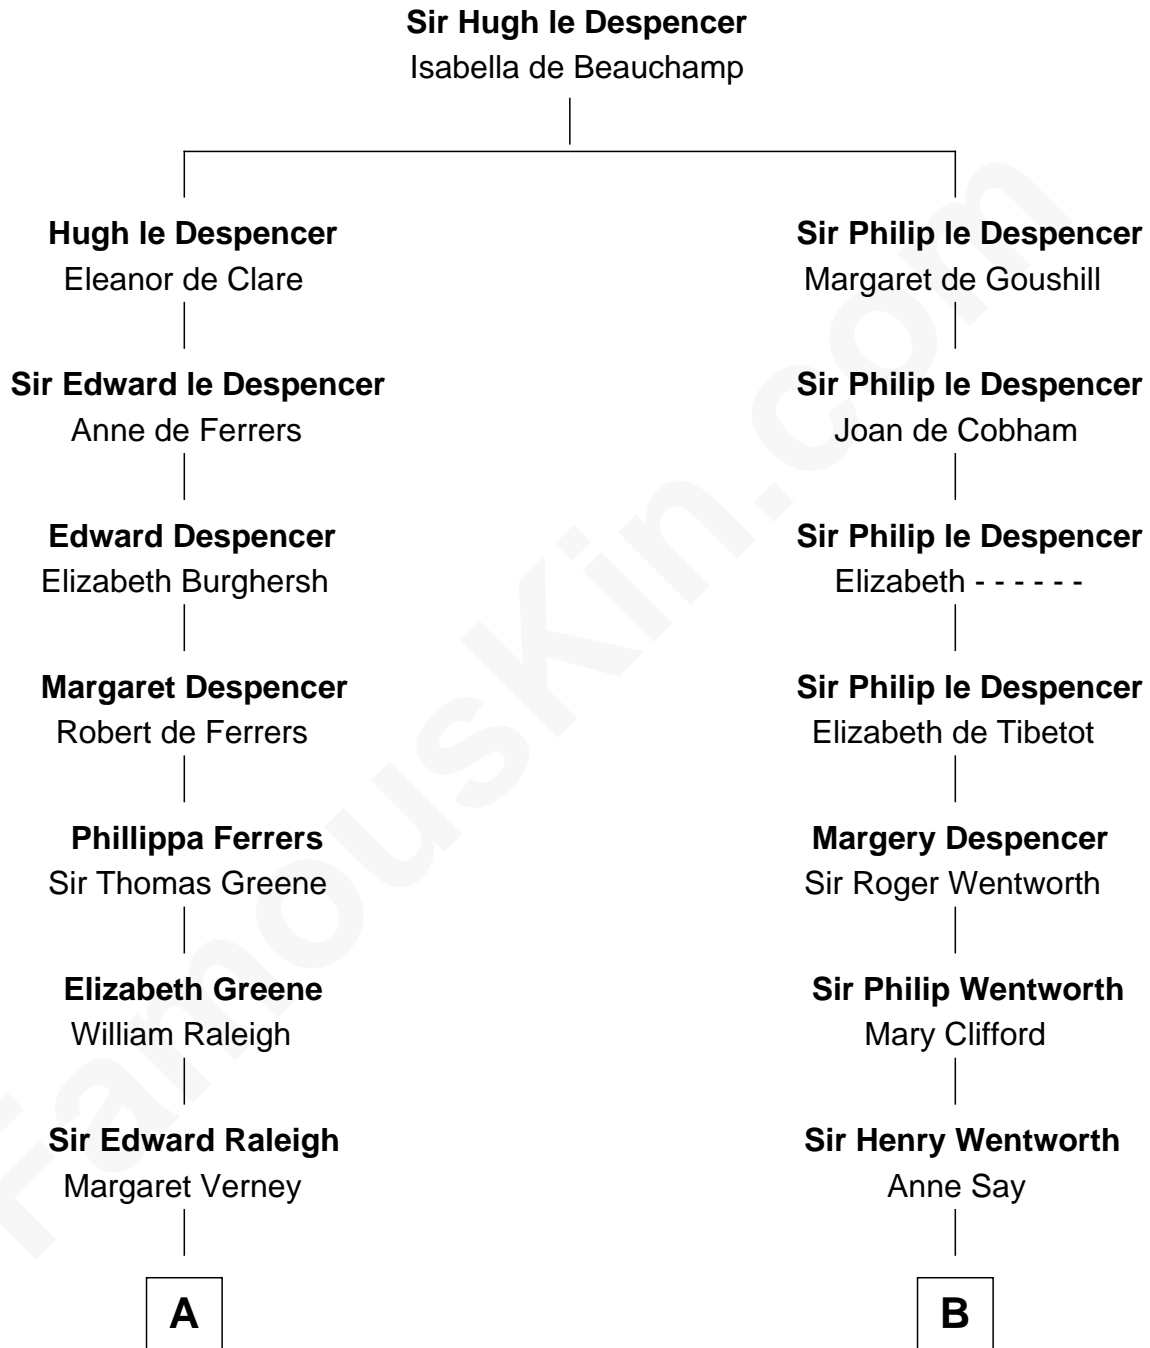 Sir Hugh le Despencer
Isabella de Beauchamp
Hugh le Despencer
Eleanor de Clare
Sir Edward le Despencer
Anne de Ferrers
Edward Despencer
Elizabeth Burghersh
Margaret Despencer
Robert de Ferrers
Phillippa Ferrers
Sir Thomas Greene
Elizabeth Greene
William Raleigh
Sir Edward Raleigh
Margaret Verney
A
Sir Philip le Despencer
Margaret de Goushill
Sir Philip le Despencer
Joan de Cobham
Sir Philip le Despencer
Elizabeth - - - - - -
Sir Philip le Despencer
Elizabeth de Tibetot
Margery Despencer
Sir Roger Wentworth
Sir Philip Wentworth
Mary Clifford
Sir Henry Wentworth
Anne Say
B
FamousKin.com